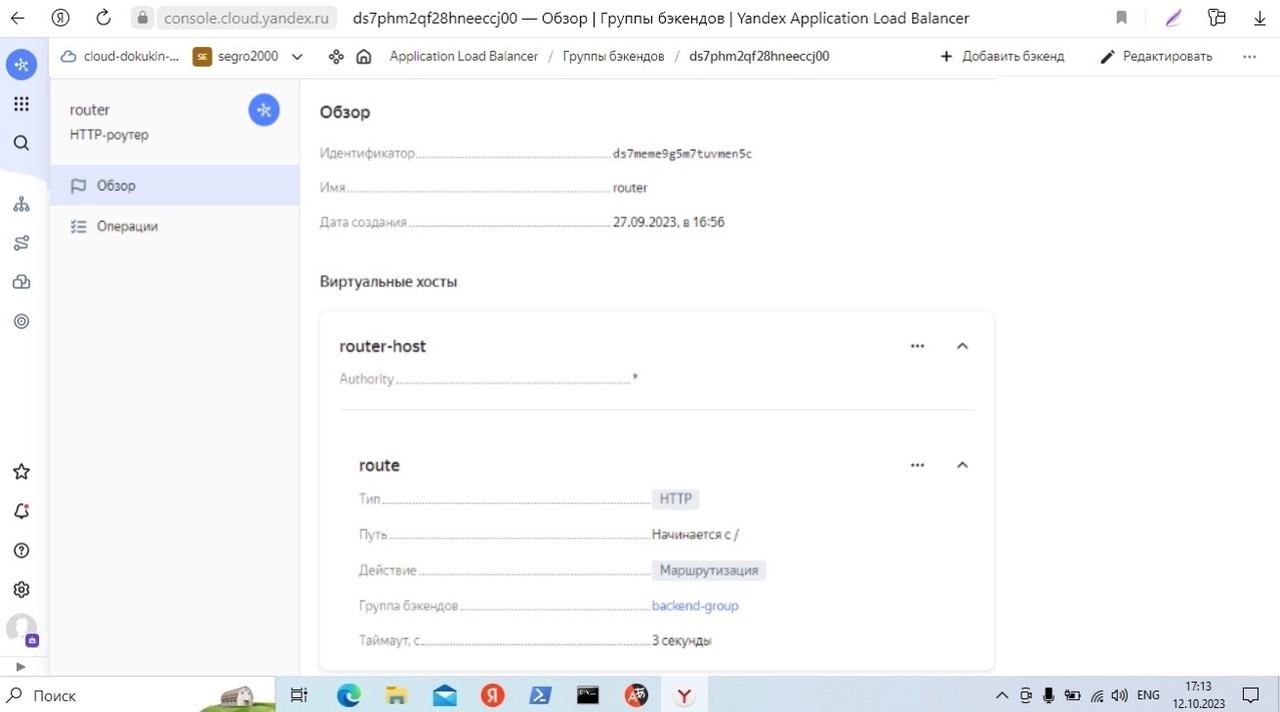 console.cloud.yandex.ru ds7phm2qf28hneeccj00 — Обзор | Группы бэкендов | Yandex Application Load Balancer
cloud-dokukin-... SE segro2000 Application Load Balancer / Группы бэкендов / ds7phm2qf28hneeccj00 + Добавить бэкенд Редактировать ...
router
HTTP-роутер
Обзор
Операции
Обзор
Идентификатор ds7meme9g5m7tuvmen5c
Имя router
Дата создания 27.09.2023, в 16:56
Виртуальные хосты
router-host
Authority *
route
Тип HTTP
Путь Начинается с /
Действие Маршрутизация
Группа бэкендов backend-group
Таймаут, с 3 секунды
Поиск
ENG
17:13
12.10.2023